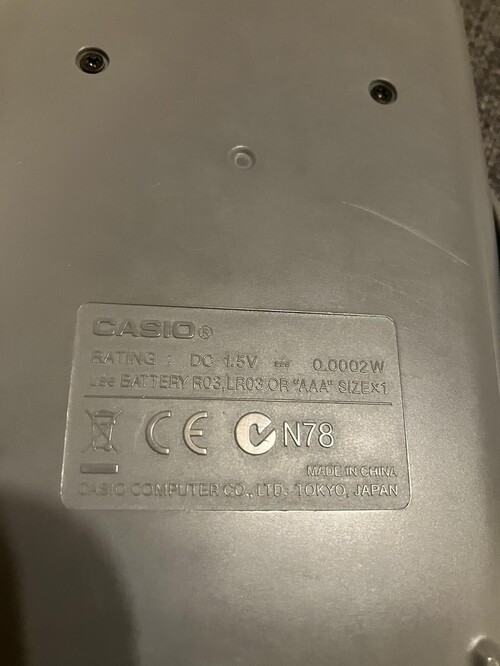 CASIO®
RATING : DC 1.5V ⎓ 0.0002W
Use BATTERY R03,LR03 OR "AAA" SIZE×1
CE N78
MADE IN CHINA
CASIO COMPUTER CO., LTD. TOKYO, JAPAN